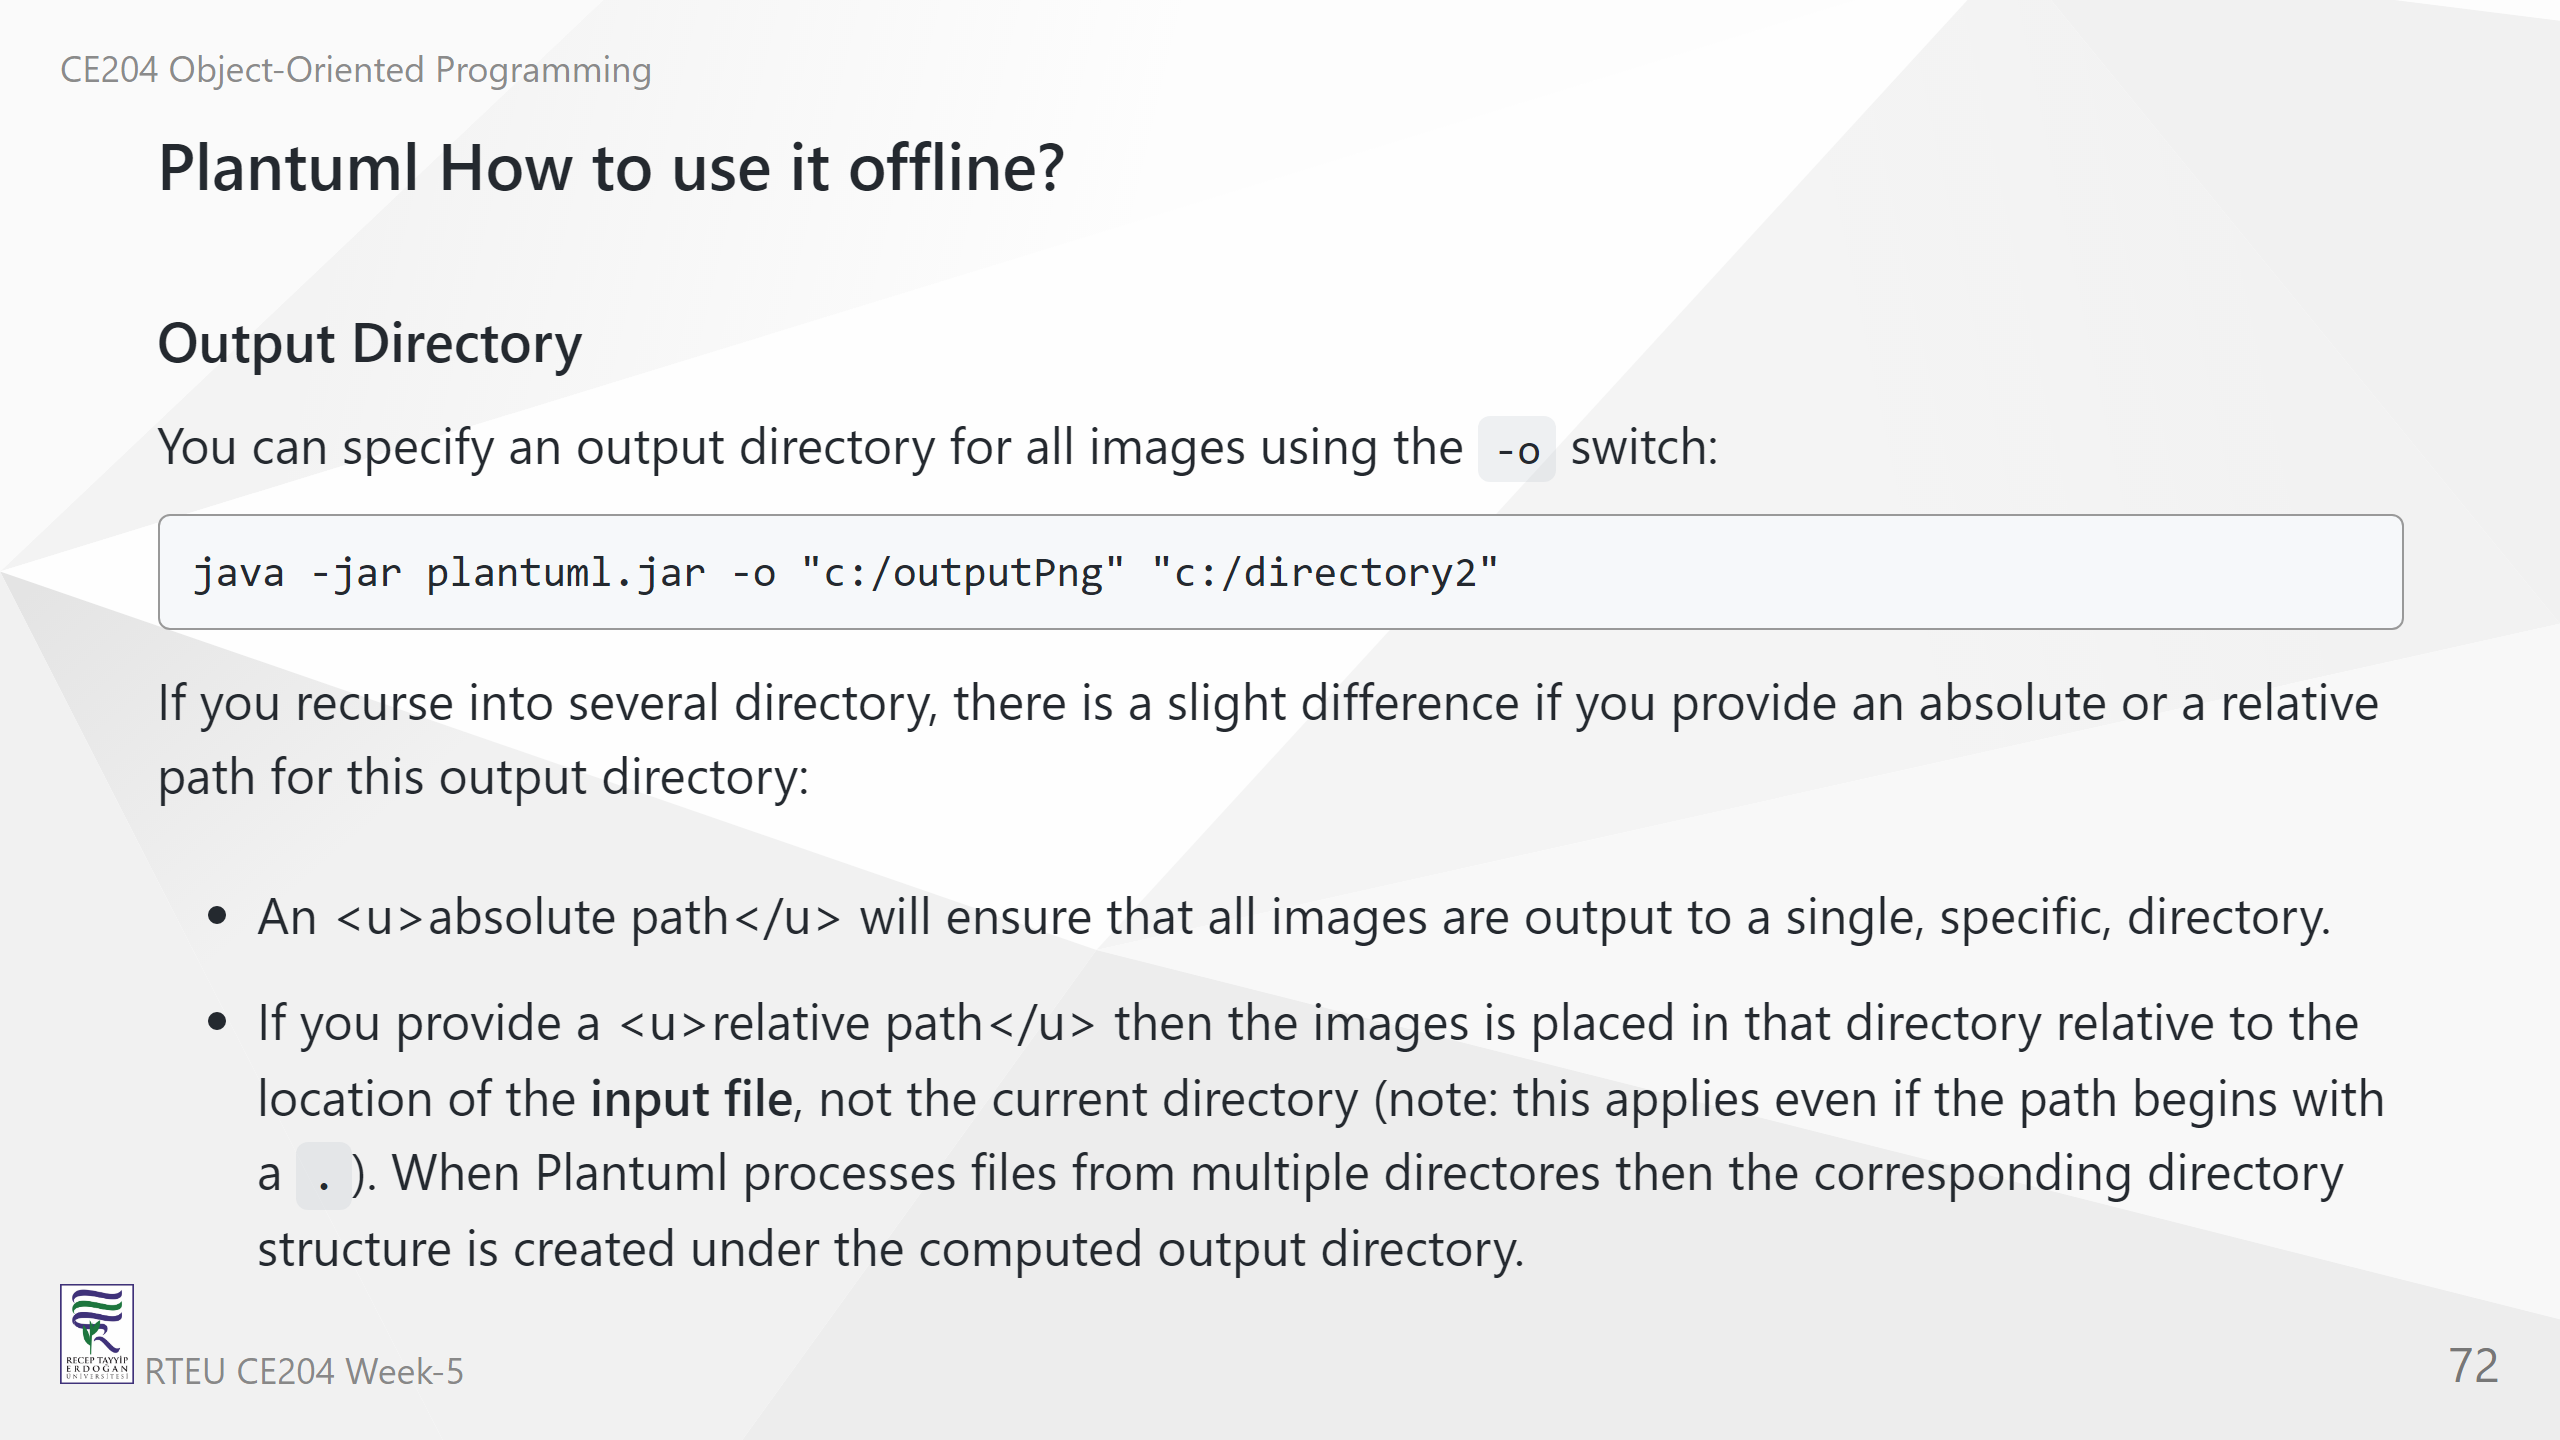 CE204 Object-Oriented Programming
Plantuml How to use it offline?
Output Directory
You can specify an output directory for all images using the -o switch:
java -jar plantuml.jar -o "c:/outputPng" "c:/directory2"
If you recurse into several directory, there is a slight difference if you provide an absolute or a relative
path for this output directory:
• An <u>absolute path</u> will ensure that all images are output to a single, specific, directory.
• If you provide a <u>relative path</u> then the images is placed in that directory relative to the
location of the input file, not the current directory (note: this applies even if the path begins with
a . ). When Plantuml processes files from multiple directores then the corresponding directory
structure is created under the computed output directory.
RECEP TAYYİP
ERDOĞAN
ÜNİVERSİTESİ
RTEU CE204 Week-5
72